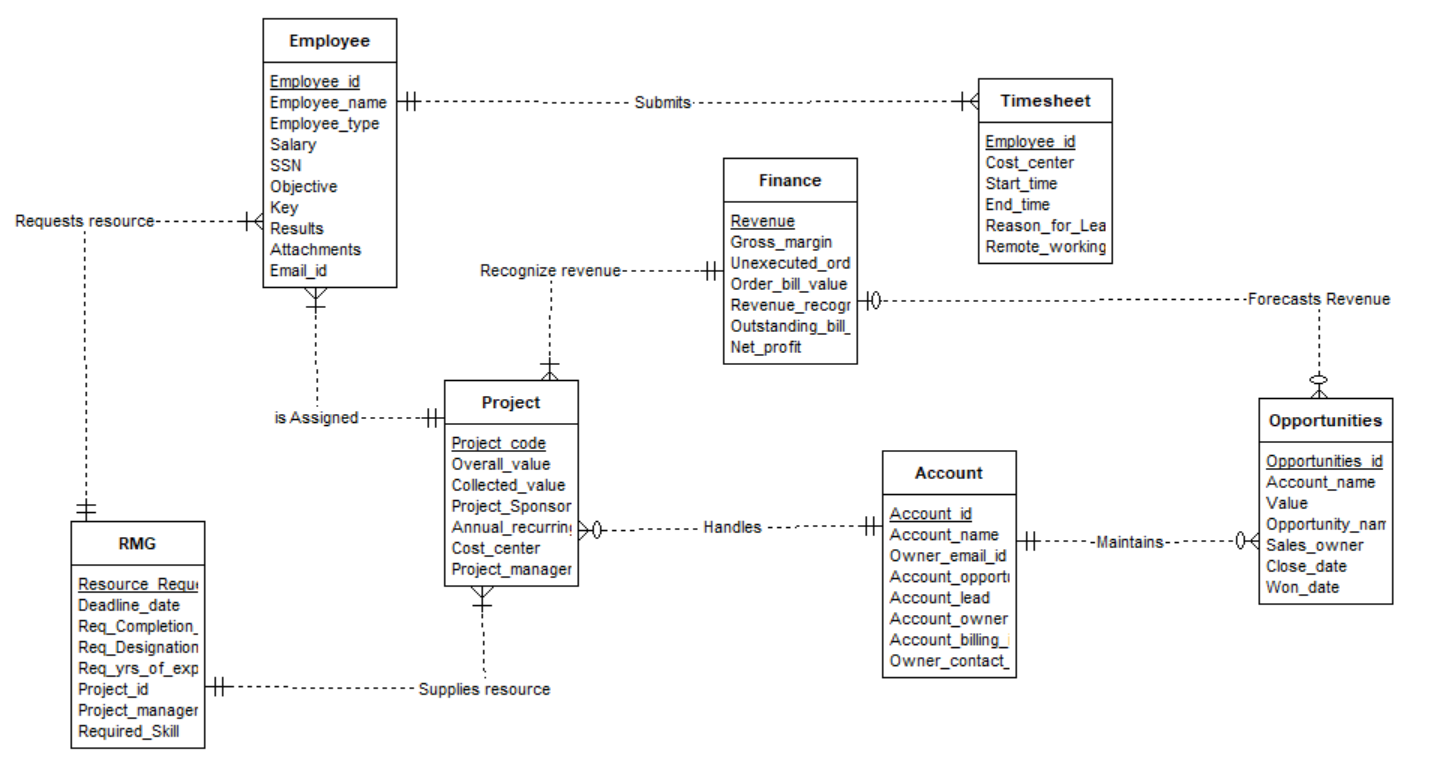 Employee
Employee_id
Employee_name
Employee_type
Salary
SSN
Objective
Key
Results
Attachments
Email_id
Submits
Timesheet
Employee_id
Cost_center
Start_time
End_time
Reason_for_Lea
Remote_working
Finance
Revenue
Gross_margin
Unexecuted_ord
Order_bill_value
Revenue_recogr
Outstanding_bill_
Net_profit
Requests resource
Recognize revenue
Forecasts Revenue
is Assigned
Project
Project_code
Overall_value
Collected_value
Project_Sponsor
Annual_recurrin
Cost_center
Project_manager
Handles
Account
Account_id
Account_name
Owner_email_id
Account_opport
Account_lead
Account_owner
Account_billing_
Owner_contact_
Maintains
Opportunities
Opportunities_id
Account_name
Value
Opportunity_nam
Sales_owner
Close_date
Won_date
RMG
Resource_Reque
Deadline_date
Req_Completion_
Req_Designation
Req_yrs_of_exp
Project_id
Project_manager
Required_Skill
Supplies resource